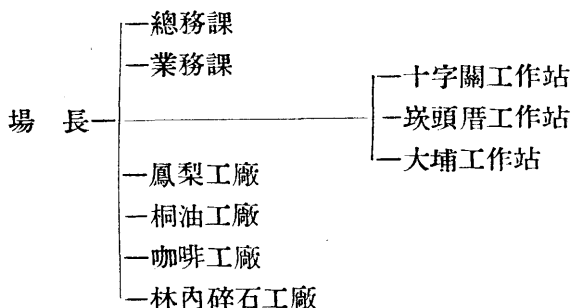 場長
總務課
業務課
十字關工作站
崁頭厝工作站
大埔工作站
鳳梨工廠
桐油工廠
咖啡工廠
林內碎石工廠